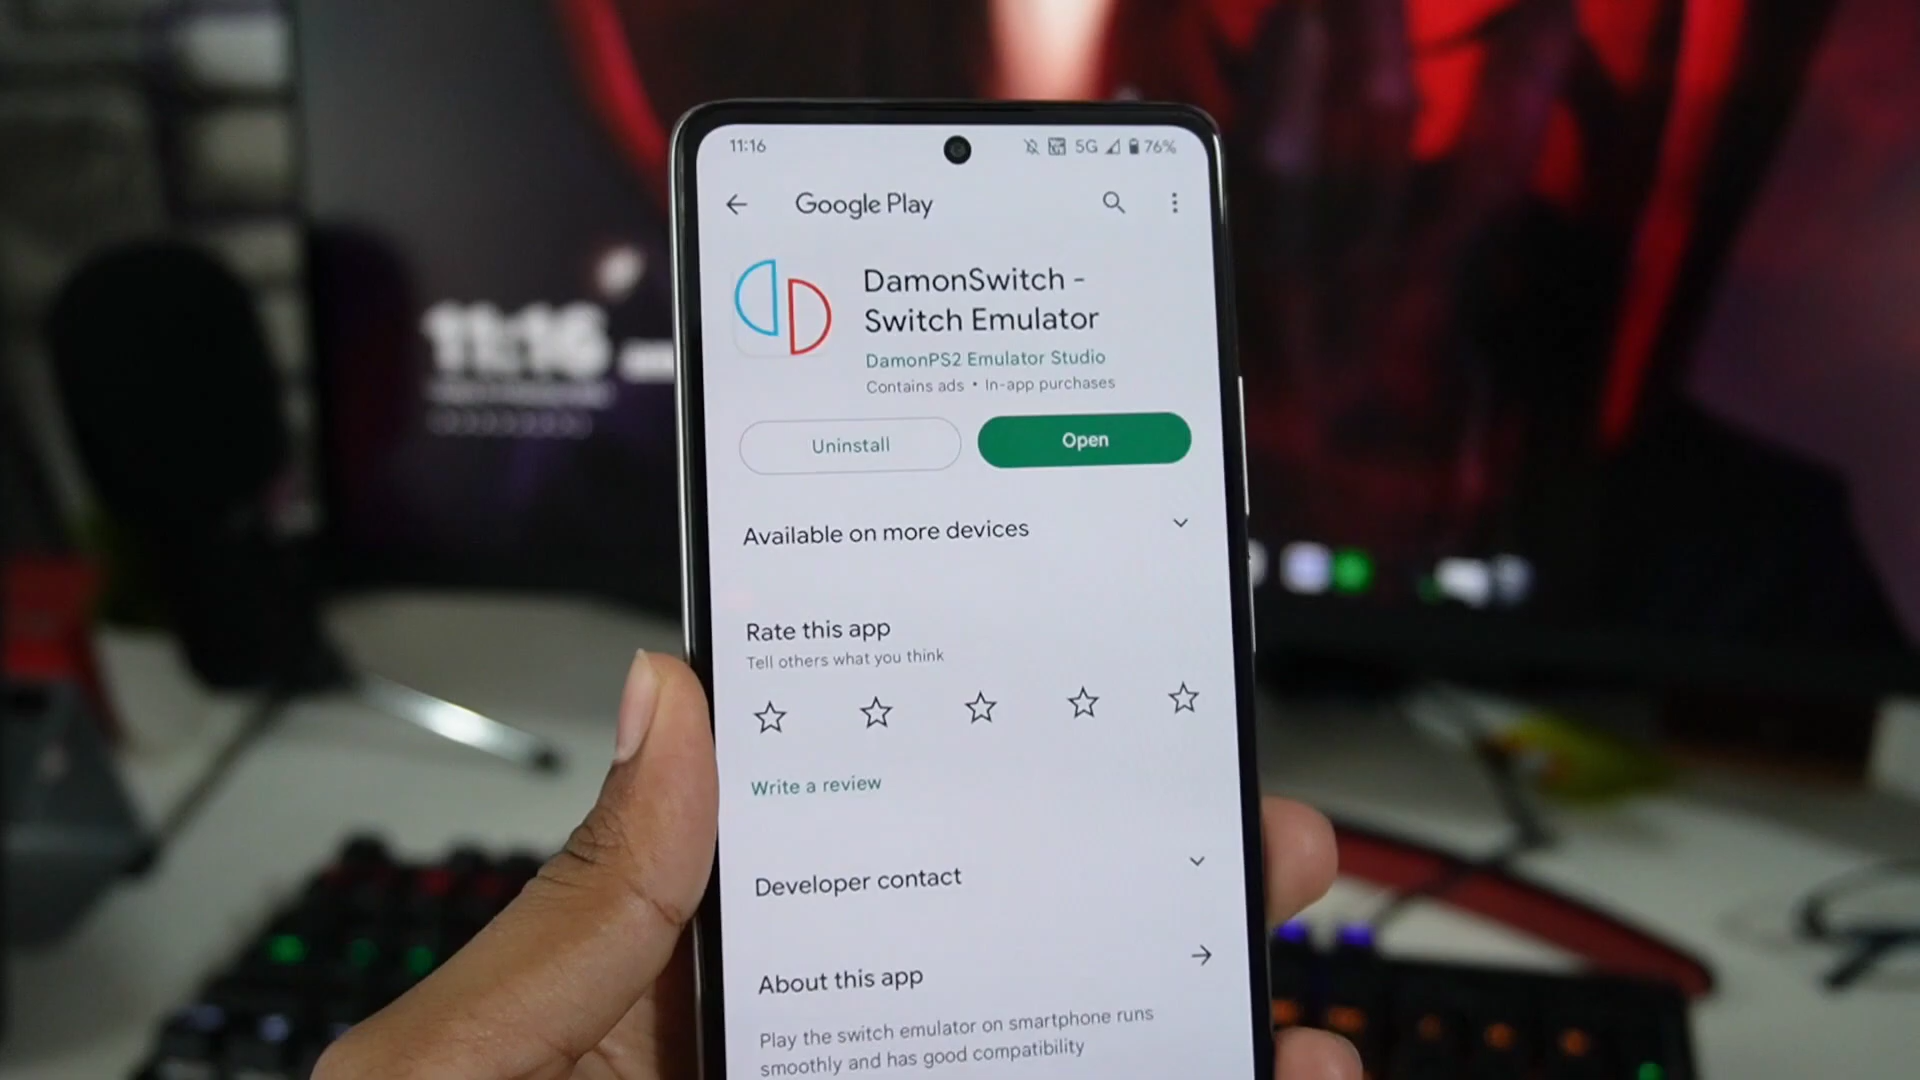 11:16
5G
76%
Google Play
DamonSwitch -
Switch Emulator
DamonPS2 Emulator Studio
Contains ads • In-app purchases
Uninstall
Open
Available on more devices
Rate this app
Tell others what you think
Write a review
Developer contact
About this app
Play the switch emulator on smartphone runs
smoothly and has good compatibility
11:16